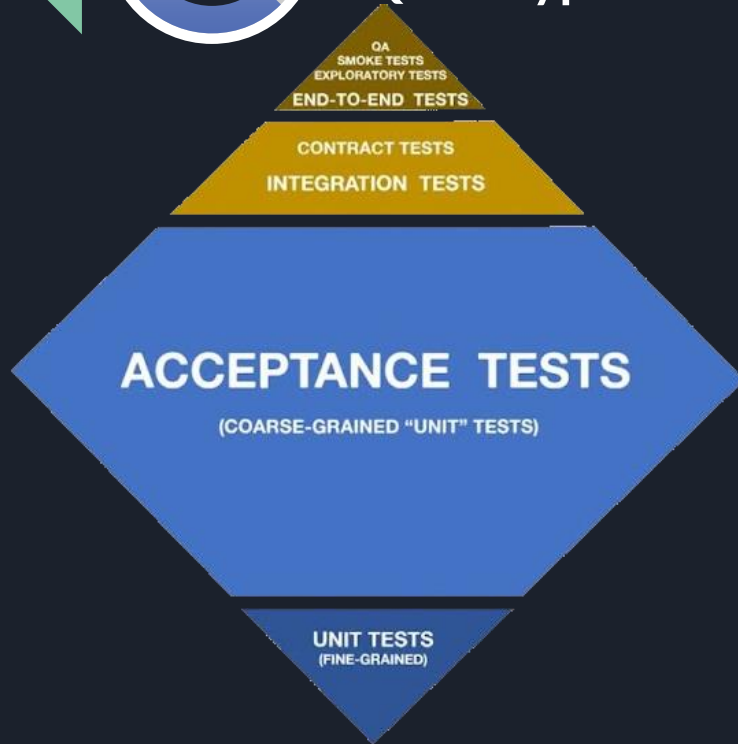 QA
SMOKE TESTS
EXPLORATORY TESTS
END-TO-END TESTS
CONTRACT TESTS
INTEGRATION TESTS
ACCEPTANCE TESTS
(COARSE-GRAINED “UNIT” TESTS)
UNIT TESTS
(FINE-GRAINED)